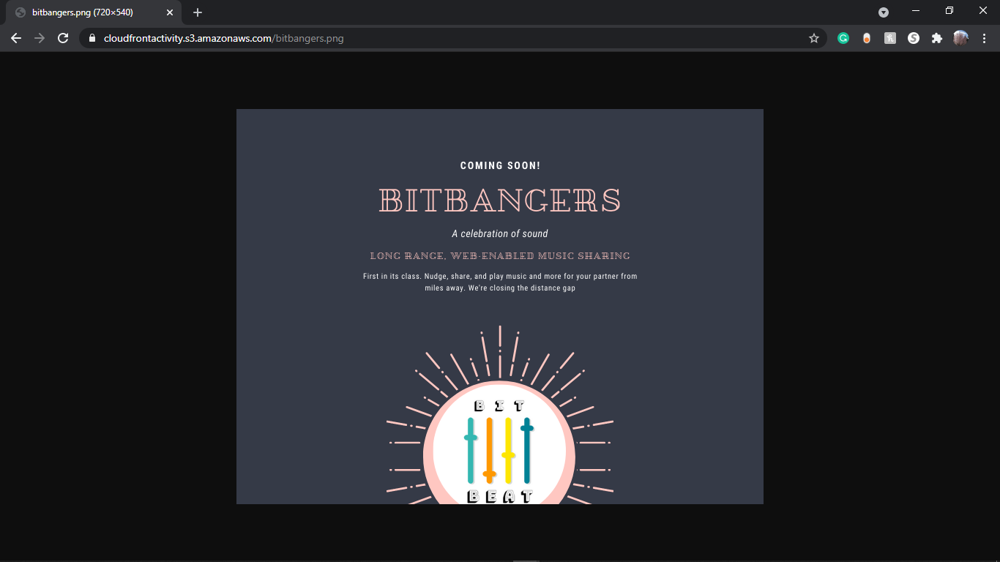 bitbangers.png (720×540)
cloudfrontactivity.s3.amazonaws.com/bitbangers.png
COMING SOON!
BITBANGERS
A celebration of sound
LONG RANGE, WEB-ENABLED MUSIC SHARING
First in its class. Nudge, share, and play music and more for your partner from
miles away. We're closing the distance gap
BIT
BEAT